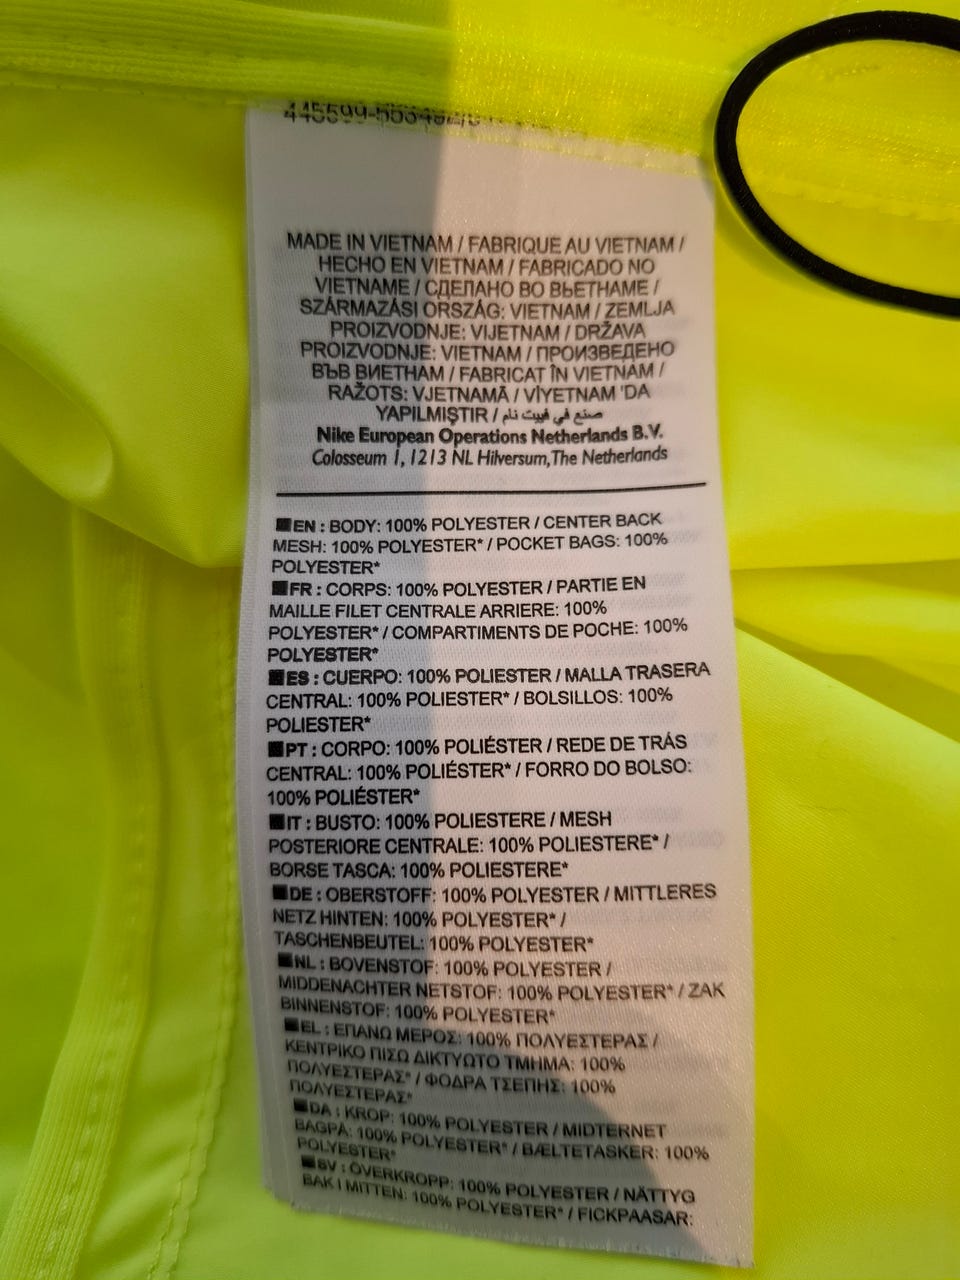 MADE IN VIETNAM / FABRIQUE AU VIETNAM /
HECHO EN VIETNAM / FABRICADO NO
VIETNAME / СДЕЛАНО ВО ВЬЕТНАМЕ /
SZÁRMAZÁSI ORSZÁG: VIETNAM / ZEMLJA
PROIZVODNJE: VIJETNAM / DRŽAVA
PROIZVODNJE: VIETNAM / ПРОИЗВЕДЕНО
ВЪВ ВИЕТНАМ / FABRICAT ÎN VIETNAM /
RAŽOTS: VJETNAMĀ / VİYETNAM 'DA
YAPILMIŞTIR / صنع في فييت نام
Nike European Operations Netherlands B.V.
Colosseum 1, 1213 NL Hilversum, The Netherlands
EN : BODY: 100% POLYESTER / CENTER BACK
MESH: 100% POLYESTER* / POCKET BAGS: 100%
POLYESTER*
FR : CORPS: 100% POLYESTER / PARTIE EN
MAILLE FILET CENTRALE ARRIERE: 100%
POLYESTER* / COMPARTIMENTS DE POCHE: 100%
POLYESTER*
ES : CUERPO: 100% POLIESTER / MALLA TRASERA
CENTRAL: 100% POLIESTER* / BOLSILLOS: 100%
POLIESTER*
PT : CORPO: 100% POLIÉSTER / REDE DE TRÁS
CENTRAL: 100% POLIÉSTER* / FORRO DO BOLSO:
100% POLIÉSTER*
IT : BUSTO: 100% POLIESTERE / MESH
POSTERIORE CENTRALE: 100% POLIESTERE* /
BORSE TASCA: 100% POLIESTERE*
DE : OBERSTOFF: 100% POLYESTER / MITTLERES
NETZ HINTEN: 100% POLYESTER* /
TASCHENBEUTEL: 100% POLYESTER*
NL : BOVENSTOF: 100% POLYESTER /
MIDDENACHTER NETSTOF: 100% POLYESTER* / ZAK
BINNENSTOF: 100% POLYESTER*
EL : ΕΠΑΝΩ ΜΕΡΟΣ: 100% ΠΟΛΥΕΣΤΕΡΑΣ /
ΚΕΝΤΡΙΚΟ ΠΙΣΩ ΔΙΚΤΥΩΤΟ ΤΜΗΜΑ: 100%
ΠΟΛΥΕΣΤΕΡΑΣ* / ΦΟΔΡΑ ΤΣΕΠΗΣ: 100%
ΠΟΛΥΕΣΤΕΡΑΣ*
DA : KROP: 100% POLYESTER / MIDTERNET
BAGPÅ: 100% POLYESTER* / BÆLTETASKER: 100%
POLYESTER*
SV : ÖVERKROPP: 100% POLYESTER / NÄTTYG
BAK I MITTEN: 100% POLYESTER* / FICKPAASAR: